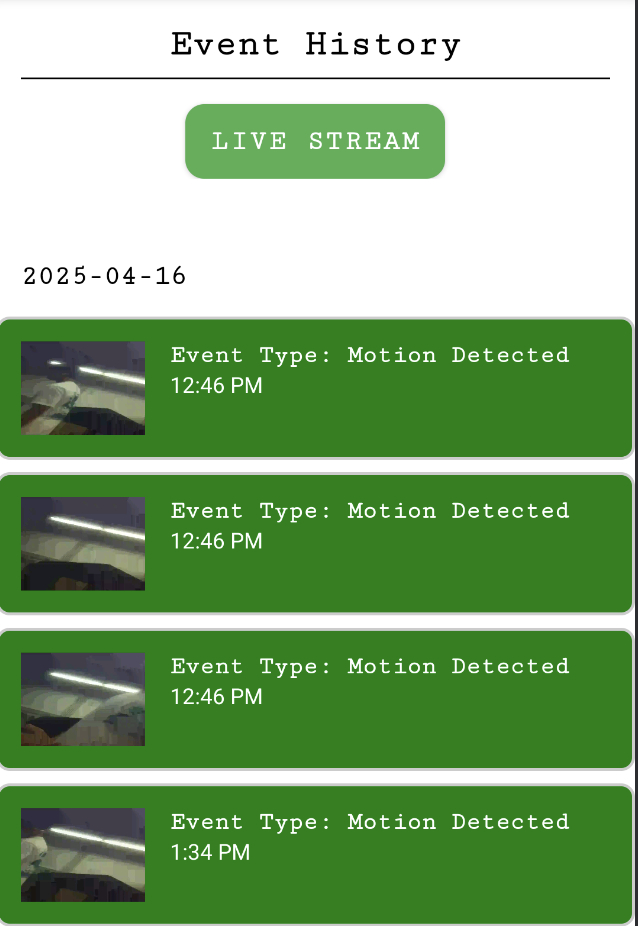 Event History
LIVE STREAM
2025-04-16
Event Type: Motion Detected
12:46 PM
Event Type: Motion Detected
12:46 PM
Event Type: Motion Detected
12:46 PM
Event Type: Motion Detected
1:34 PM